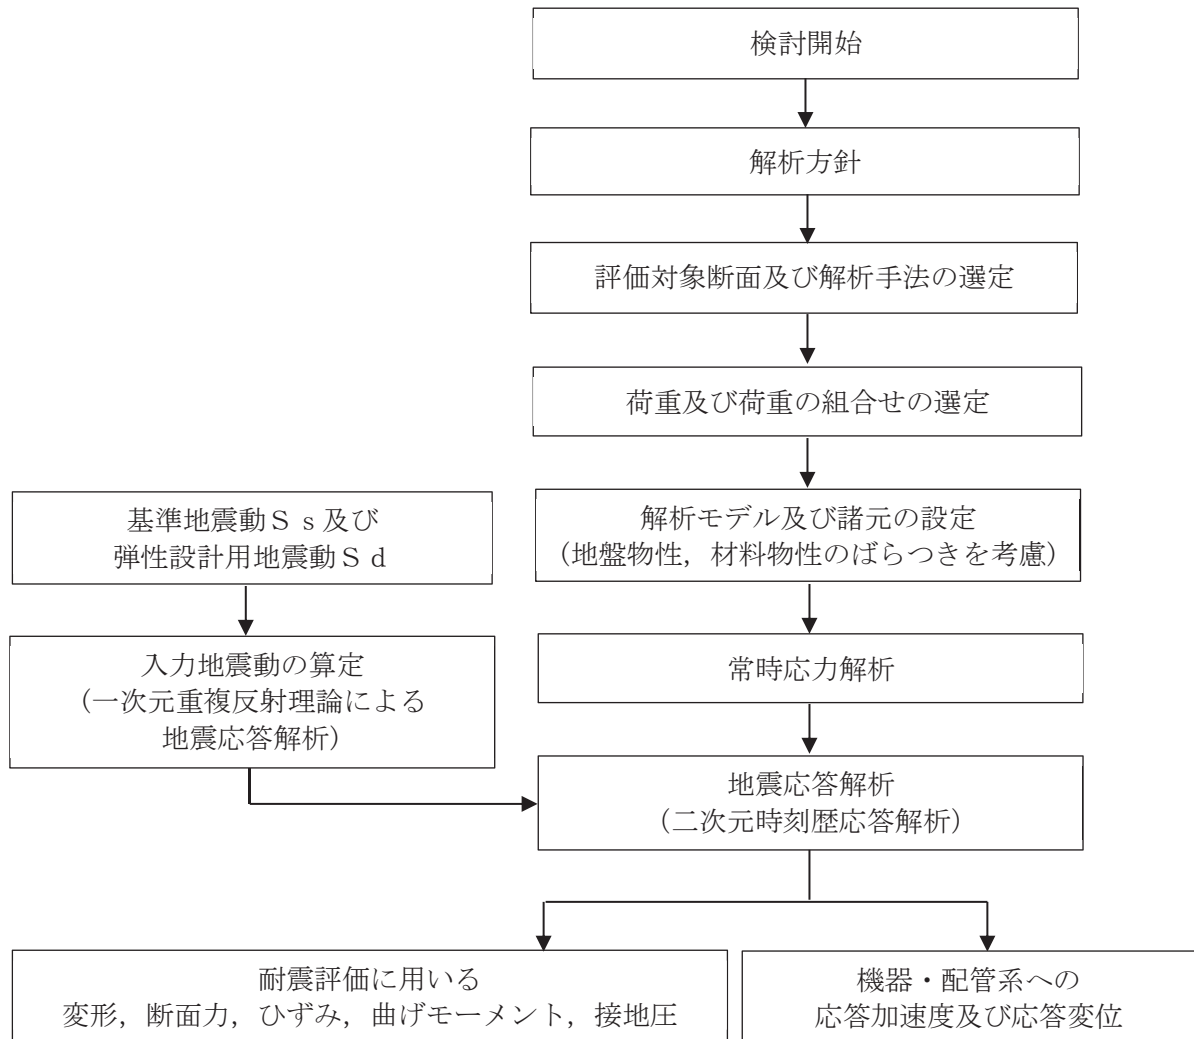 検討開始
解析方針
評価対象断面及び解析手法の選定
荷重及び荷重の組合せの選定
解析モデル及び諸元の設定
(地盤物性,材料物性のばらつきを考慮)
基準地震動Ss及び
弾性設計用地震動Sd
入力地震動の算定
(一次元重複反射理論による
地震応答解析)
常時応力解析
地震応答解析
(二次元時刻歴応答解析)
耐震評価に用いる
変形,断面力,ひずみ,曲げモーメント,接地圧
機器・配管系への
応答加速度及び応答変位